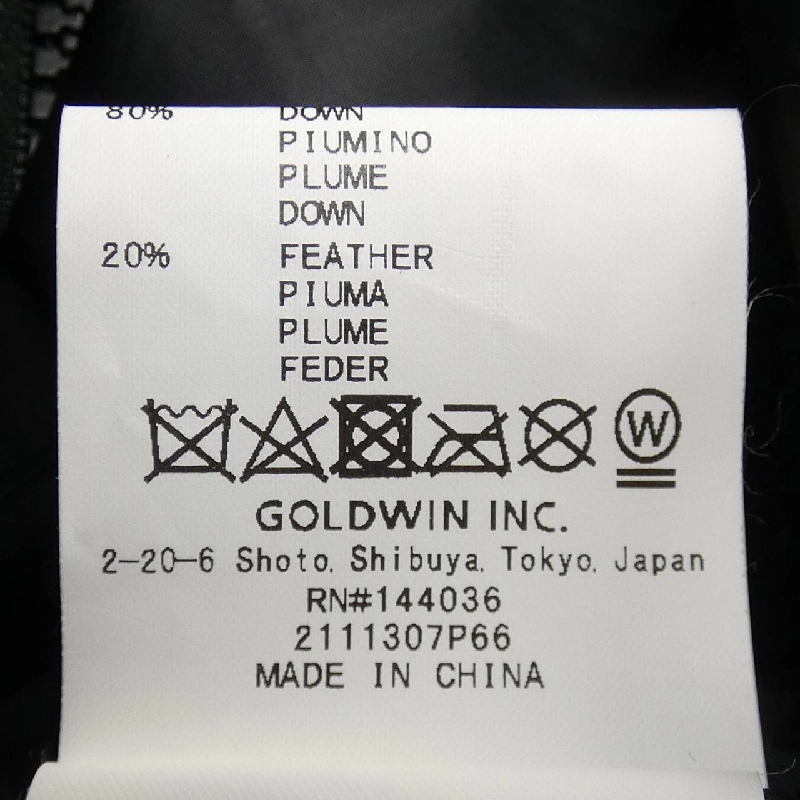 80% DOWN
PIUMINO
PLUME
DOWN
20% FEATHER
PIUMA
PLUME
FEDER
W
GOLDWIN INC.
2-20-6 Shoto, Shibuya, Tokyo, Japan
RN#144036
2111307P66
MADE IN CHINA